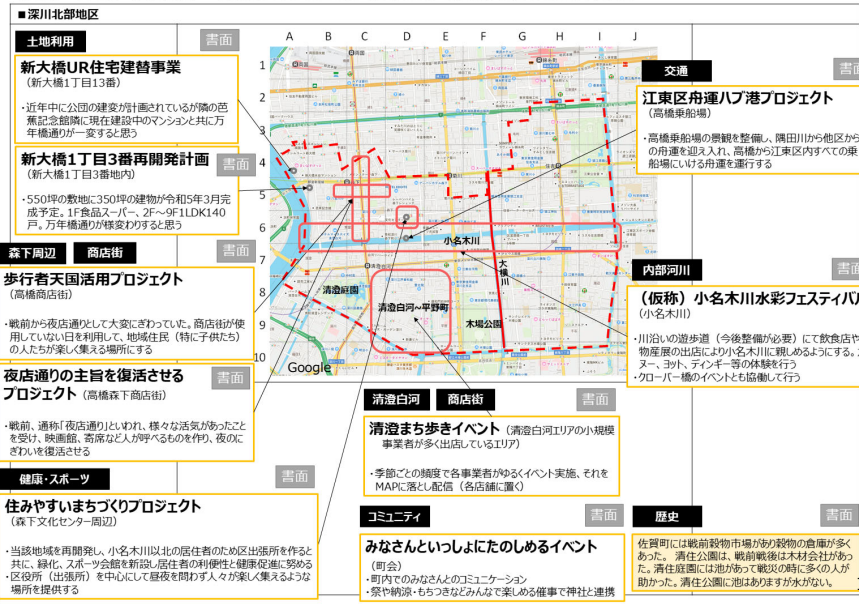 ■深川北部地区
土地利用
書面
新大橋UR住宅建替事業
(新大橋1丁目13番)
・近年中に公団の建変が計画されているが隣の芭
蕉記念館隣に現在建設中のマンションと共に万
年橋通りが一変すると思う
新大橋1丁目3番再開発計画
書面
(新大橋1丁目3番地内)
・550坪の敷地に350坪の建物が令和5年3月完
成予定。1F食品スーパー、2F~9F1LDK140
戸。万年橋通りが様変わりすると思う
森下周辺
商店街
書面
歩行者天国活用プロジェクト
(高橋商店街)
・戦前から夜店通りとして大変にぎわっていた。商店街が使
用していない日を利用して、地域住民(特に子供たち)
の人たちが楽しく集える場所にする
夜店通りの主旨を復活させる
書面
プロジェクト(高橋森下商店街)
・戦前、通称「夜店通り」といわれ、様々な活気があったこと
を受け、映画館、寄席など人が呼べるものを作り、夜のに
ぎわいを復活させる
健康・スポーツ
書面
住みやすいまちづくりプロジェクト
(森下文化センター周辺)
・当該地域を再開発し、小名木川以北の居住者のため区出張所を作ると
共に、緑化、スポーツ会館を新設し居住者の利便性と健康促進に努める
・区役所(出張所)を中心にして昼夜を問わず人々が楽しく集えるような
場所を提供する
A B C D E F G H I J
1
2
3
4
5
6
7
8
9
10
小名木川
大横川
清澄庭園
清澄白河~平野町
木場公園
Google
交通
書面
江東区舟運ハブ港プロジェクト
(高橋乗船場)
・高橋乗船場の景観を整備し、隅田川から他区から
の舟運を迎え入れ、高橋から江東区内すべての乗
船場にいける舟運を運行する
内部河川
書面
(仮称)小名木川水彩フェスティバ
(小名木川)
・川沿いの遊歩道(今後整備が必要)にて飲食店や
物産展の出店により小名木川に親しめるようにする。
ヌー、ヨット、ディンギー等の体験を行う
・クローバー橋のイベントとも協働して行う
清澄白河
商店街
書面
清澄まち歩きイベント(清澄白河エリアの小規模
事業者が多く出店しているエリア)
・季節ごとの頻度で各事業者がゆるくイベント実施、それを
MAPに落とし配信(各店舗に置く)
コミュニティ
書面
みなさんといっしょにたのしめるイベント
(町会)
・町内でのみなさんとのコミュニケーション
・祭や納涼・もちつきなどみんなで楽しめる催事で神社と連携
歴史
書面
佐賀町には戦前穀物市場があり穀物の倉庫が多く
あった。清住公園は、戦前戦後は木材会社があっ
た。清住庭園には池があって戦災の時に多くの人が
助かった。清住公園に池はありますが水がない。